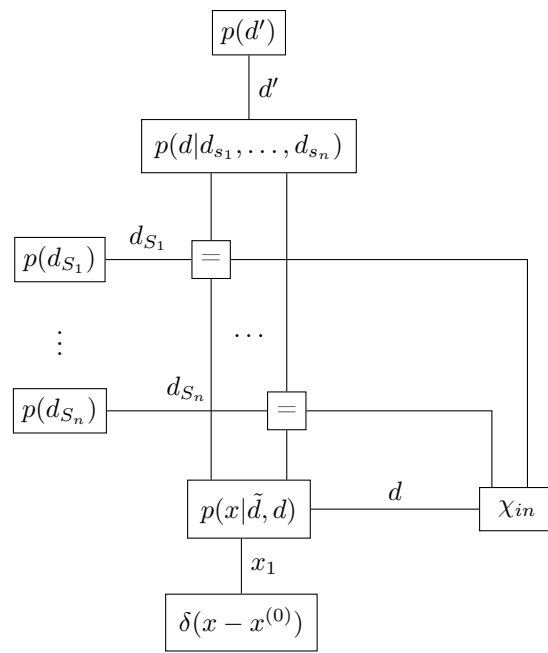 p(d′)
d′
p(d|d_{s_1}, . . . , d_{s_n})
d_{S_1}
p(d_{S_1})
=
⋮
. . .
d_{S_n}
p(d_{S_n})
=
d
p(x|d̃, d)
χ_{in}
x_1
δ(x − x^{(0)})